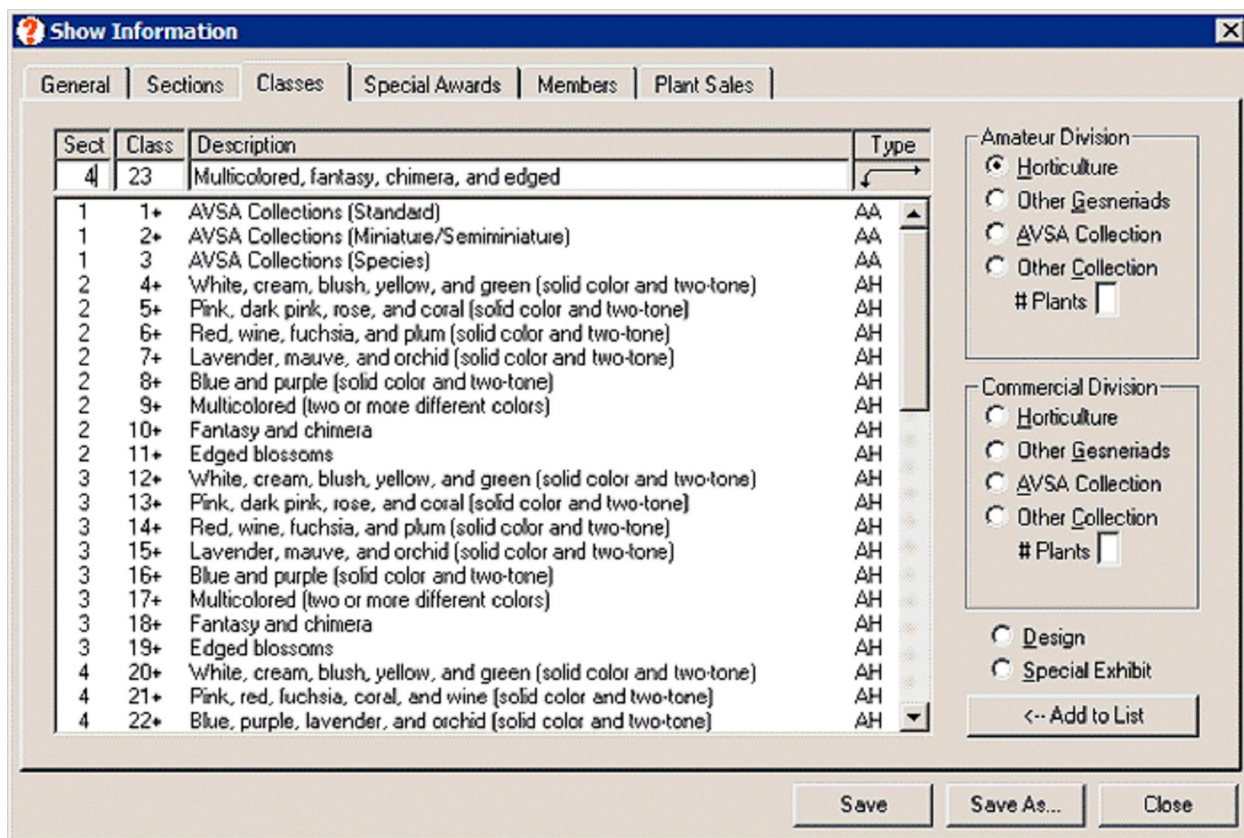 Show Information
General Sections Classes Special Awards Members Plant Sales
Sect Class Description Type
4 23 Multicolored, fantasy, chimera, and edged
1 1+ AVSA Collections (Standard) AA
1 2+ AVSA Collections (Miniature/Semiminiature) AA
1 3 AVSA Collections (Species) AA
2 4+ White, cream, blush, yellow, and green (solid color and two-tone) AH
2 5+ Pink, dark pink, rose, and coral (solid color and two-tone) AH
2 6+ Red, wine, fuchsia, and plum (solid color and two-tone) AH
2 7+ Lavender, mauve, and orchid (solid color and two-tone) AH
2 8+ Blue and purple (solid color and two-tone) AH
2 9+ Multicolored (two or more different colors) AH
2 10+ Fantasy and chimera AH
2 11+ Edged blossoms AH
3 12+ White, cream, blush, yellow, and green (solid color and two-tone) AH
3 13+ Pink, dark pink, rose, and coral (solid color and two-tone) AH
3 14+ Red, wine, fuchsia, and plum (solid color and two-tone) AH
3 15+ Lavender, mauve, and orchid (solid color and two-tone) AH
3 16+ Blue and purple (solid color and two-tone) AH
3 17+ Multicolored (two or more different colors) AH
3 18+ Fantasy and chimera AH
3 19+ Edged blossoms AH
4 20+ White, cream, blush, yellow, and green (solid color and two-tone) AH
4 21+ Pink, red, fuchsia, coral, and wine (solid color and two-tone) AH
4 22+ Blue, purple, lavender, and orchid (solid color and two-tone) AH
Amateur Division
Horticulture
Other Gesneriads
AVSA Collection
Other Collection
# Plants
Commercial Division
Horticulture
Other Gesneriads
AVSA Collection
Other Collection
# Plants
Design
Special Exhibit
<-- Add to List
Save Save As... Close